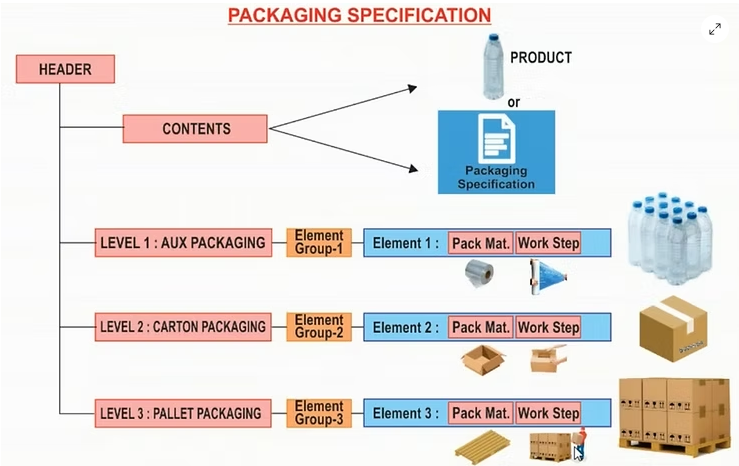 PACKAGING SPECIFICATION
HEADER
PRODUCT
or
CONTENTS
Packaging
Specification
LEVEL 1 : AUX PACKAGING
Element
Group-1
Element 1 :
Pack Mat.
Work Step
LEVEL 2 : CARTON PACKAGING
Element
Group-2
Element 2 :
Pack Mat.
Work Step
LEVEL 3 : PALLET PACKAGING
Element
Group-3
Element 3 :
Pack Mat.
Work Step